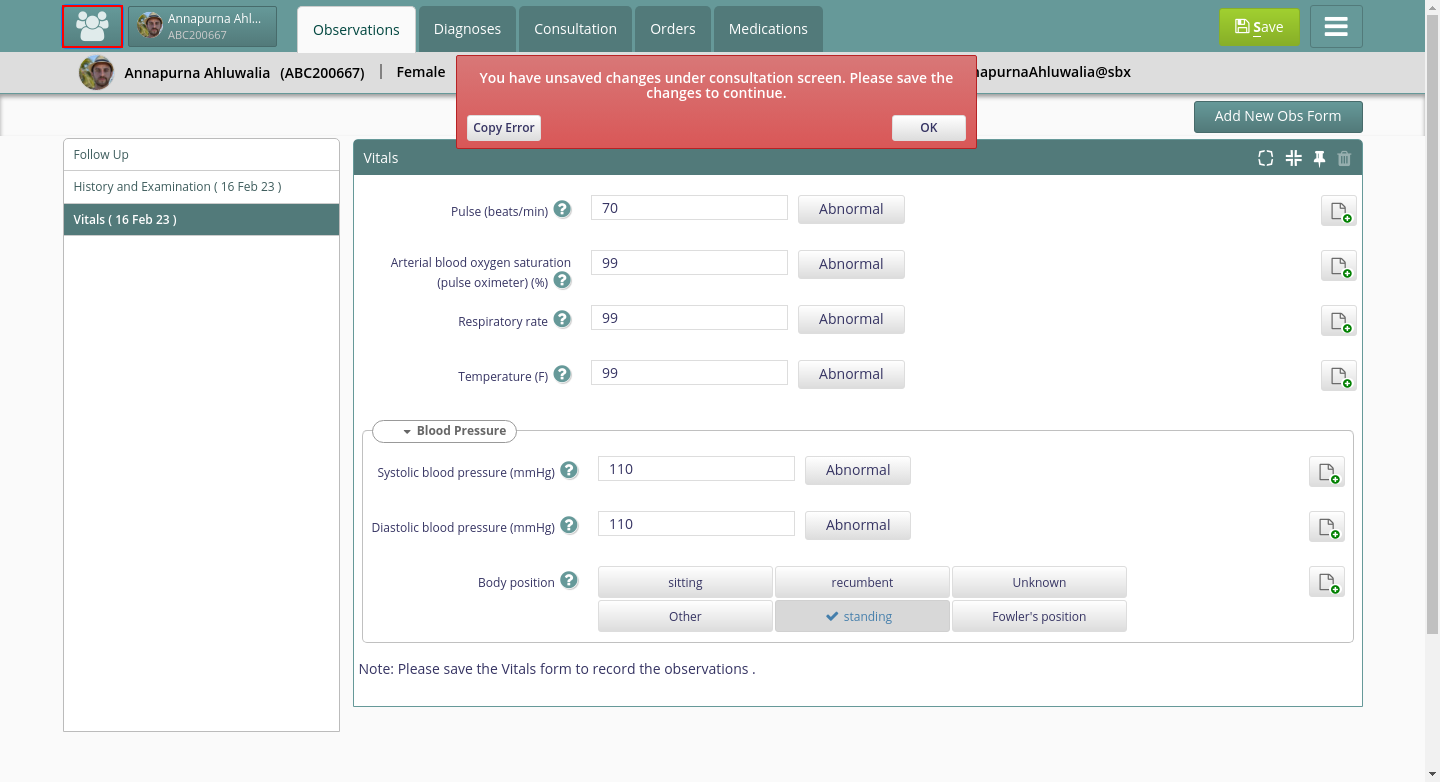 Annapurna Ahl...
ABC200667
Observations
Diagnoses
Consultation
Orders
Medications
Save
Annapurna Ahluwalia (ABC200667) | Female
napurnaAhluwalia@sbx
You have unsaved changes under consultation screen. Please save the
changes to continue.
Copy Error
OK
Add New Obs Form
Follow Up
History and Examination ( 16 Feb 23 )
Vitals ( 16 Feb 23 )
Vitals
Pulse (beats/min) ? 70 Abnormal
Arterial blood oxygen saturation
(pulse oximeter) (%) ? 99 Abnormal
Respiratory rate ? 99 Abnormal
Temperature (F) ? 99 Abnormal
Blood Pressure
Systolic blood pressure (mmHg) ? 110 Abnormal
Diastolic blood pressure (mmHg) ? 110 Abnormal
Body position ? sitting recumbent Unknown
Other standing Fowler's position
Note: Please save the Vitals form to record the observations .